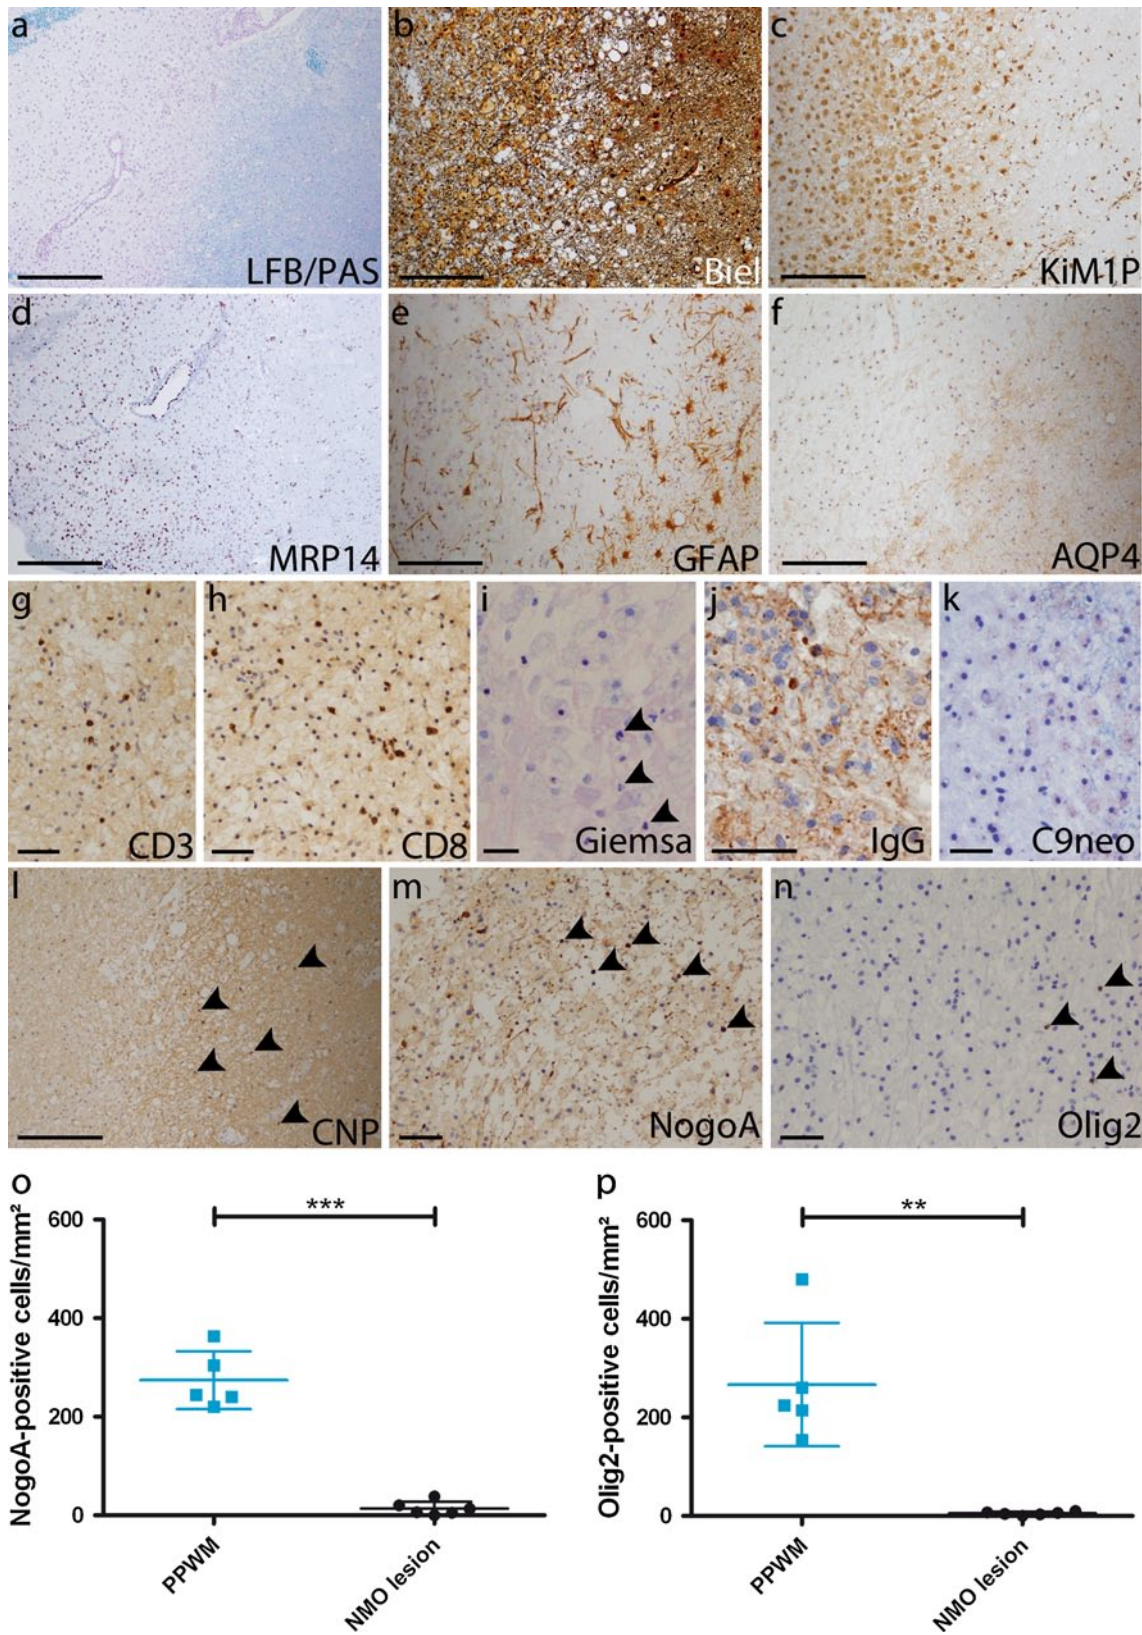 a
LFB/PAS
b
Biel
c
KiM1P
d
MRP14
e
GFAP
f
AQP4
g
CD3
h
CD8
i
Giemsa
j
IgG
k
C9neo
l
CNP
m
NogoA
n
Olig2
o
NogoA-positive cells/mm²
600
400
200
0
***
PPWM
NMO lesion
p
Olig2-positive cells/mm²
600
400
200
0
**
PPWM
NMO lesion